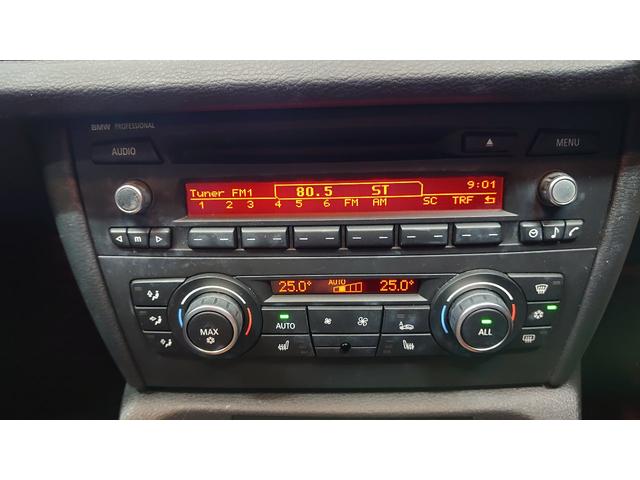 BMW PROFESSIONAL
AUDIO
MENU
Tuner FM1 80.5 ST 9:01
1 2 3 4 5 6 FM AM SC TRF
m
25.0° AUTO 25.0°
MAX
AUTO
ALL